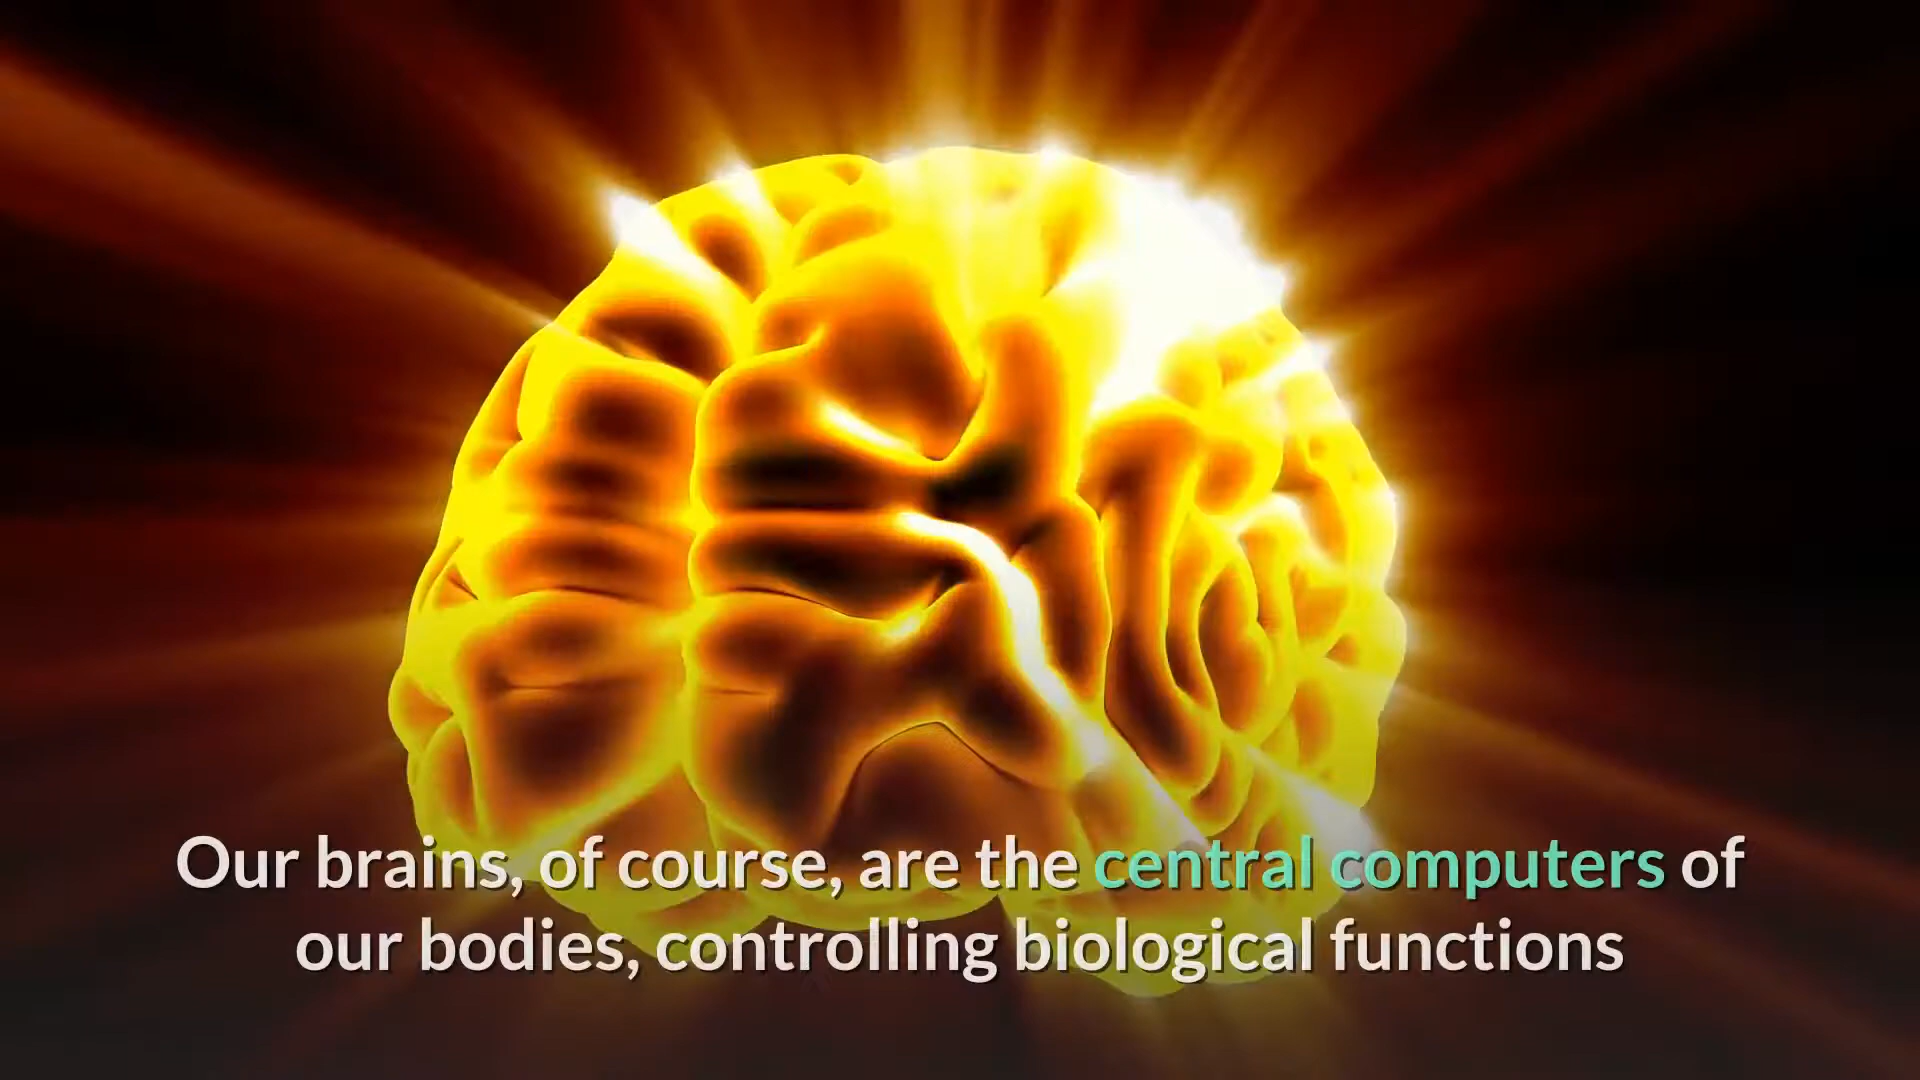 Our brains, of course, are the central computers of
our bodies, controlling biological functions